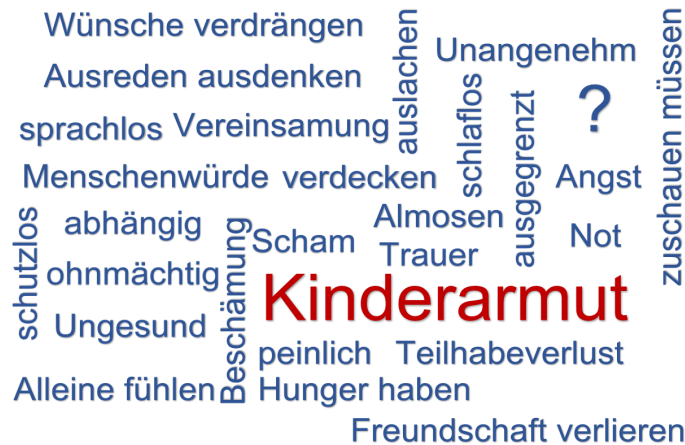 Wünsche verdrängen
auslachen
Unangenehm
zuschauen müssen
Ausreden ausdenken
schlaflos
ausgegrenzt
?
sprachlos
Vereinsamung
Menschenwürde
verdecken
Angst
schutzlos
abhängig
Beschämung
Scham
Almosen
Trauer
Not
ohnmächtig
Kinderarmut
Ungesund
peinlich
Teilhabeverlust
Alleine fühlen
Hunger haben
Freundschaft verlieren